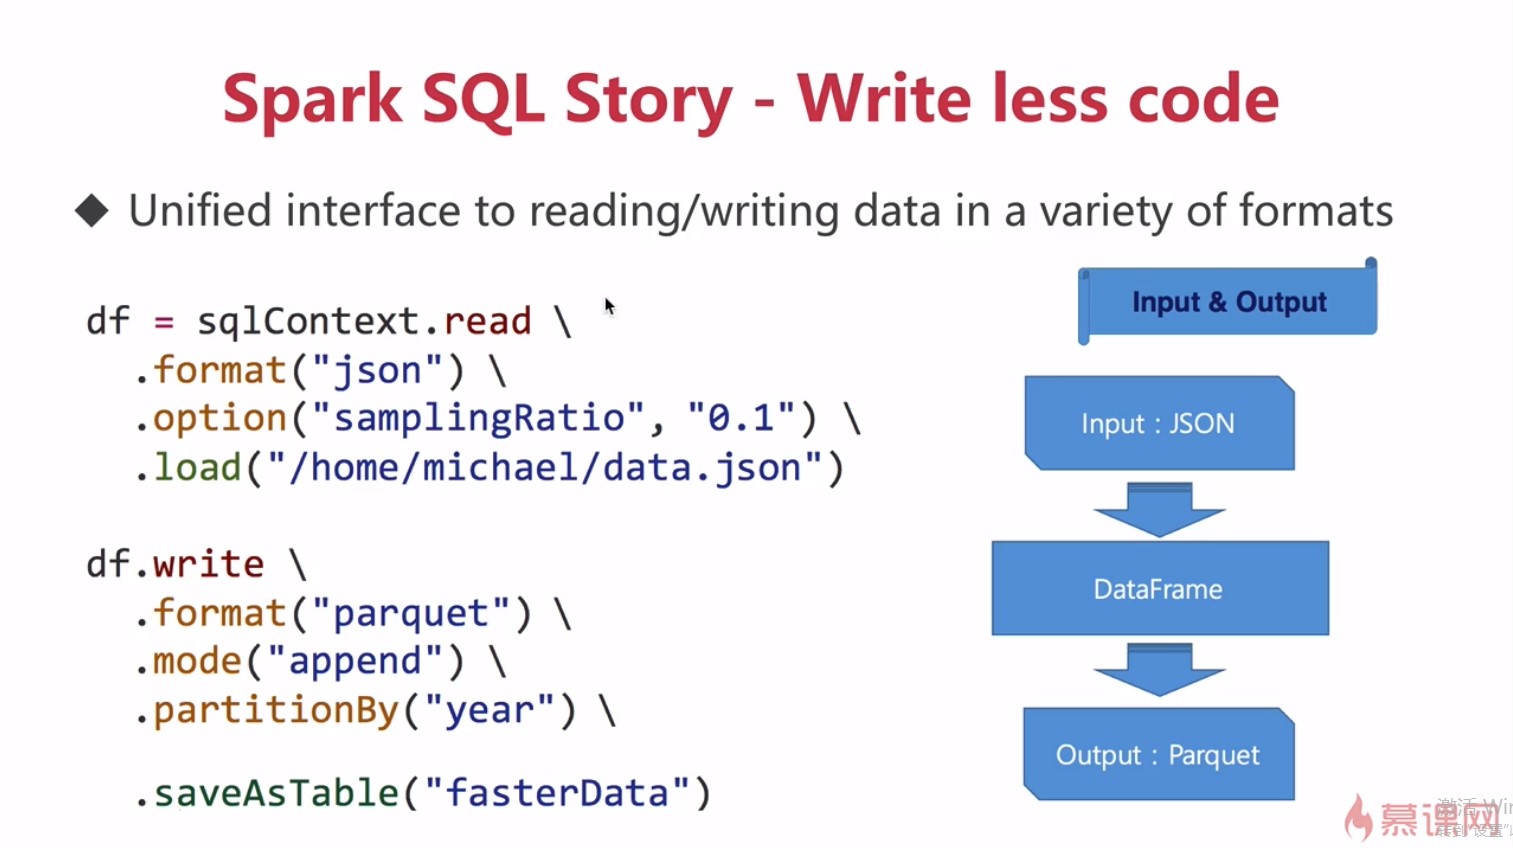 Spark SQL Story - Write less code
Unified interface to reading/writing data in a variety of formats
df = sqlContext.read \
.format("json") \
.option("samplingRatio", "0.1") \
.load("/home/michael/data.json")
df.write \
.format("parquet") \
.mode("append") \
.partitionBy("year") \
.saveAsTable("fasterData")
Input & Output
Input : JSON
DataFrame
Output : Parquet
慕课网
激活 Win
转到"设置"以